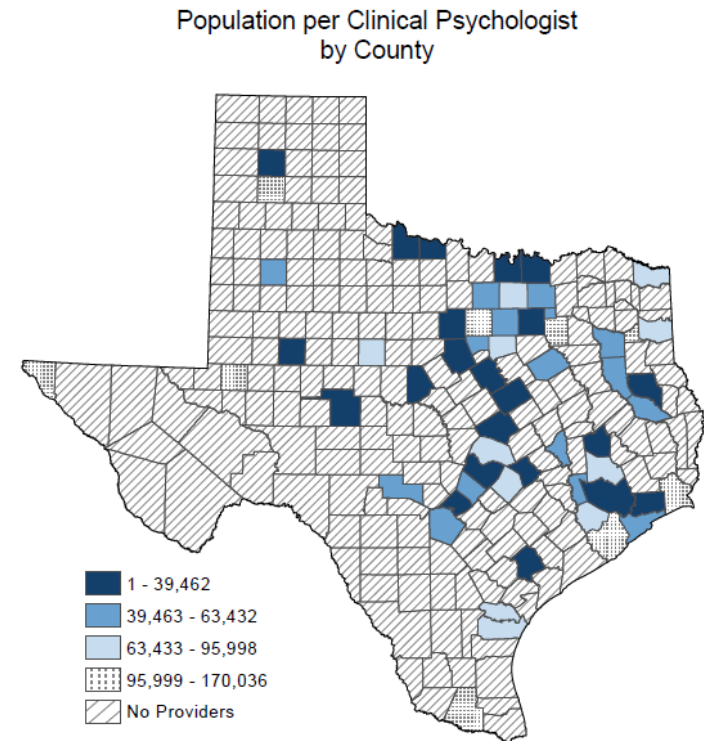 Population per Clinical Psychologist
by County
1 - 39,462
39,463 - 63,432
63,433 - 95,998
95,999 - 170,036
No Providers